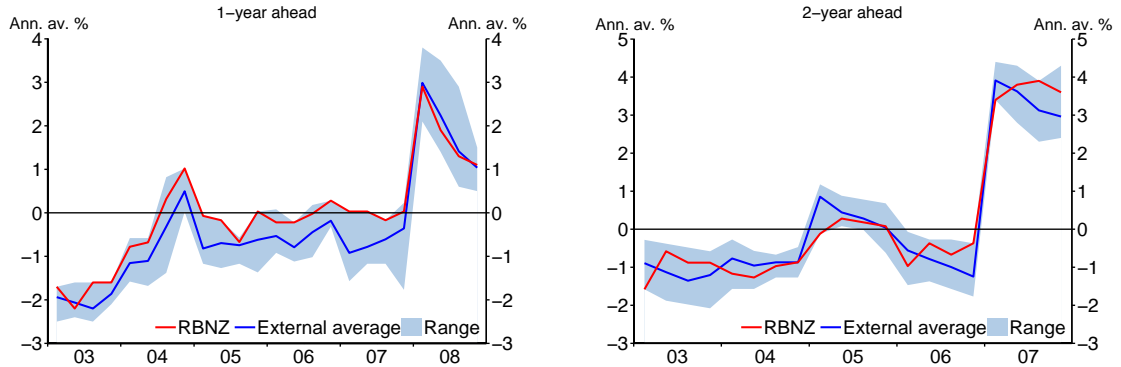 1−year ahead
Ann. av. % Ann. av. %
4 4
3 3
2 2
1 1
0 0
−1 −1
−2 −2
−3 −3
RBNZ External average Range
03 04 05 06 07 08
2−year ahead
Ann. av. % Ann. av. %
5 5
4 4
3 3
2 2
1 1
0 0
−1 −1
−2 −2
−3 −3
RBNZ External average Range
03 04 05 06 07